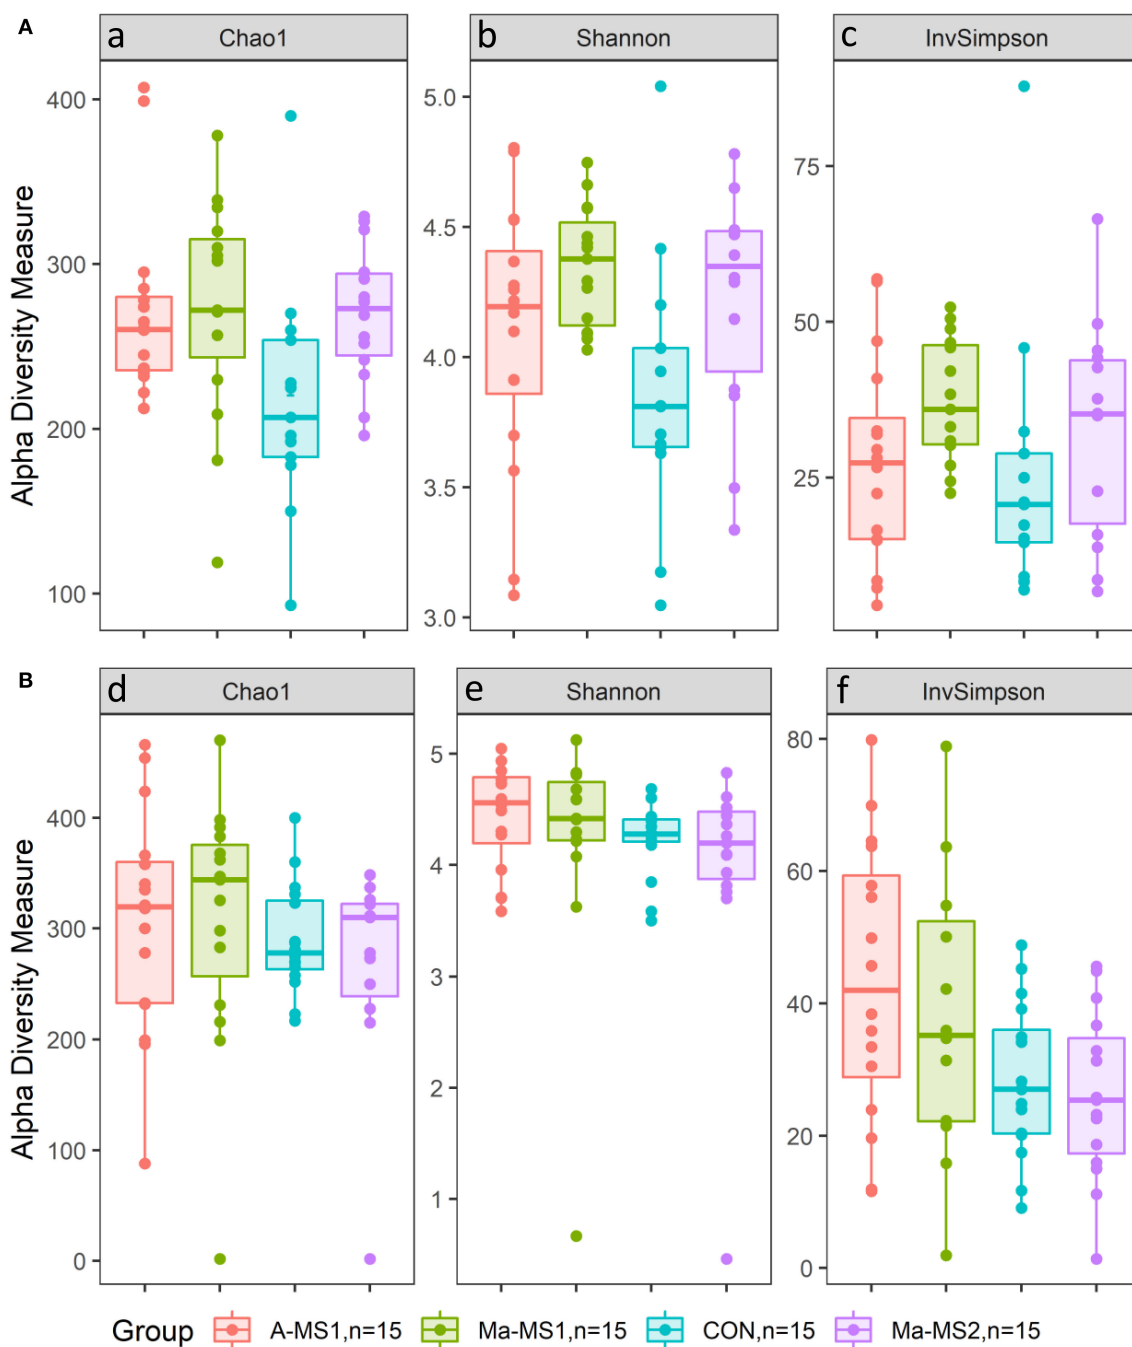 A
a Chao1
b Shannon
c InvSimpson
Alpha Diversity Measure
400
300
200
100
5.0
4.5
4.0
3.5
3.0
75
50
25
B
d Chao1
e Shannon
f InvSimpson
Alpha Diversity Measure
400
300
200
100
0
5
4
3
2
1
80
60
40
20
0
Group A-MS1,n=15 Ma-MS1,n=15 CON,n=15 Ma-MS2,n=15